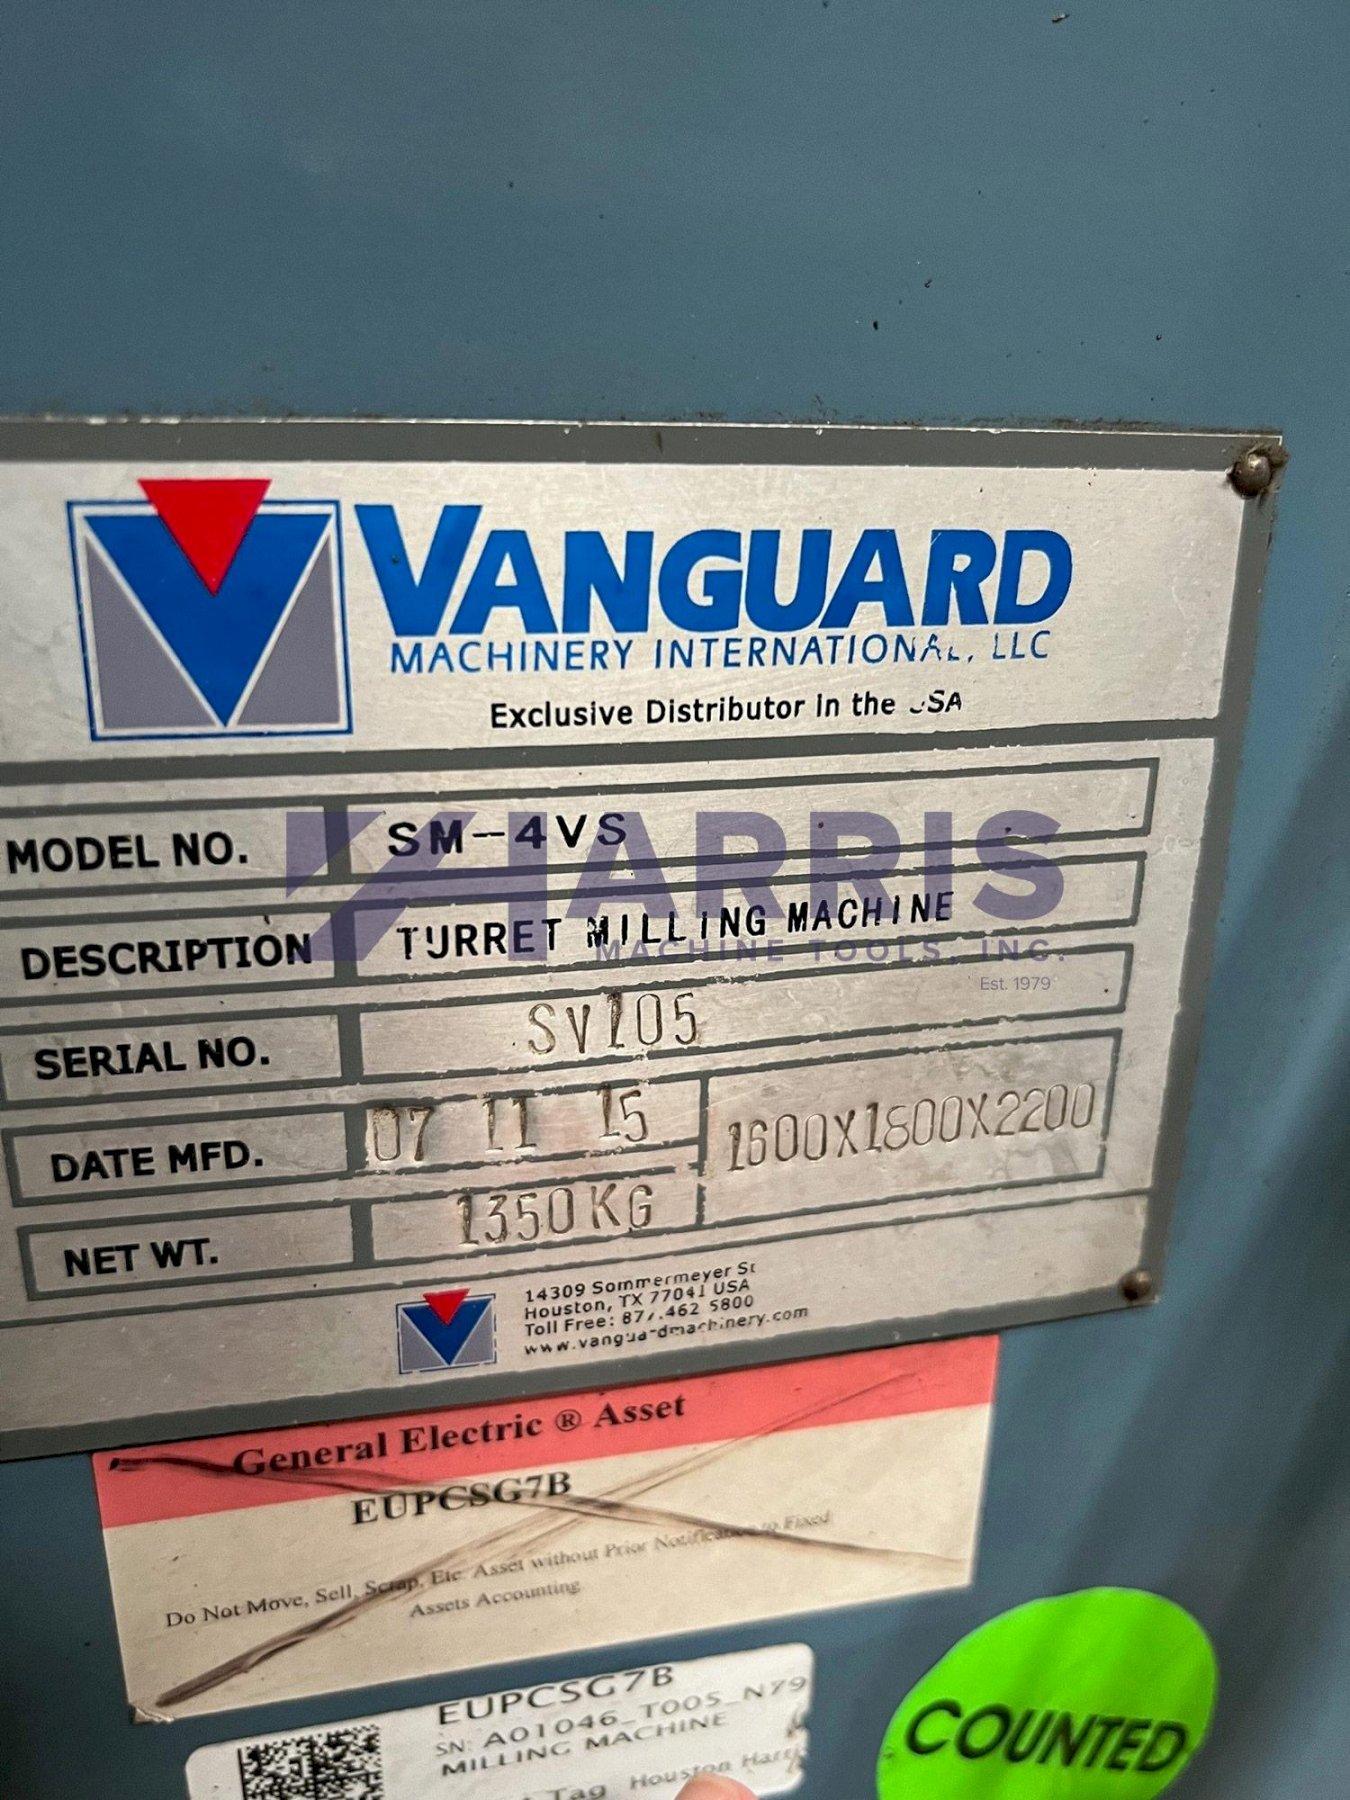 VANGUARD
MACHINERY INTERNATIONAL, LLC
Exclusive Distributor in the USA
MODEL NO. SM-4VS
HARRIS
DESCRIPTION TURRET MILLING MACHINE
MACHINE TOOLS, INC.
Est. 1979
SERIAL NO. SV105
DATE MFD. 07 11 15 1600X1800X2200
NET WT. 1350KG
14309 Sommermeyer St
Houston, TX 77041 USA
Toll Free: 877.462 5800
www.vanguardmachinery.com
General Electric ® Asset
EUPCSG7B
Do Not Move, Sell, Scrap, Etc. Asset without Prior Notification to Fixed
Assets Accounting
EUPCSG7B
SN: A01046_T005_N79
MILLING MACHINE
Tag Houston
COUNTED